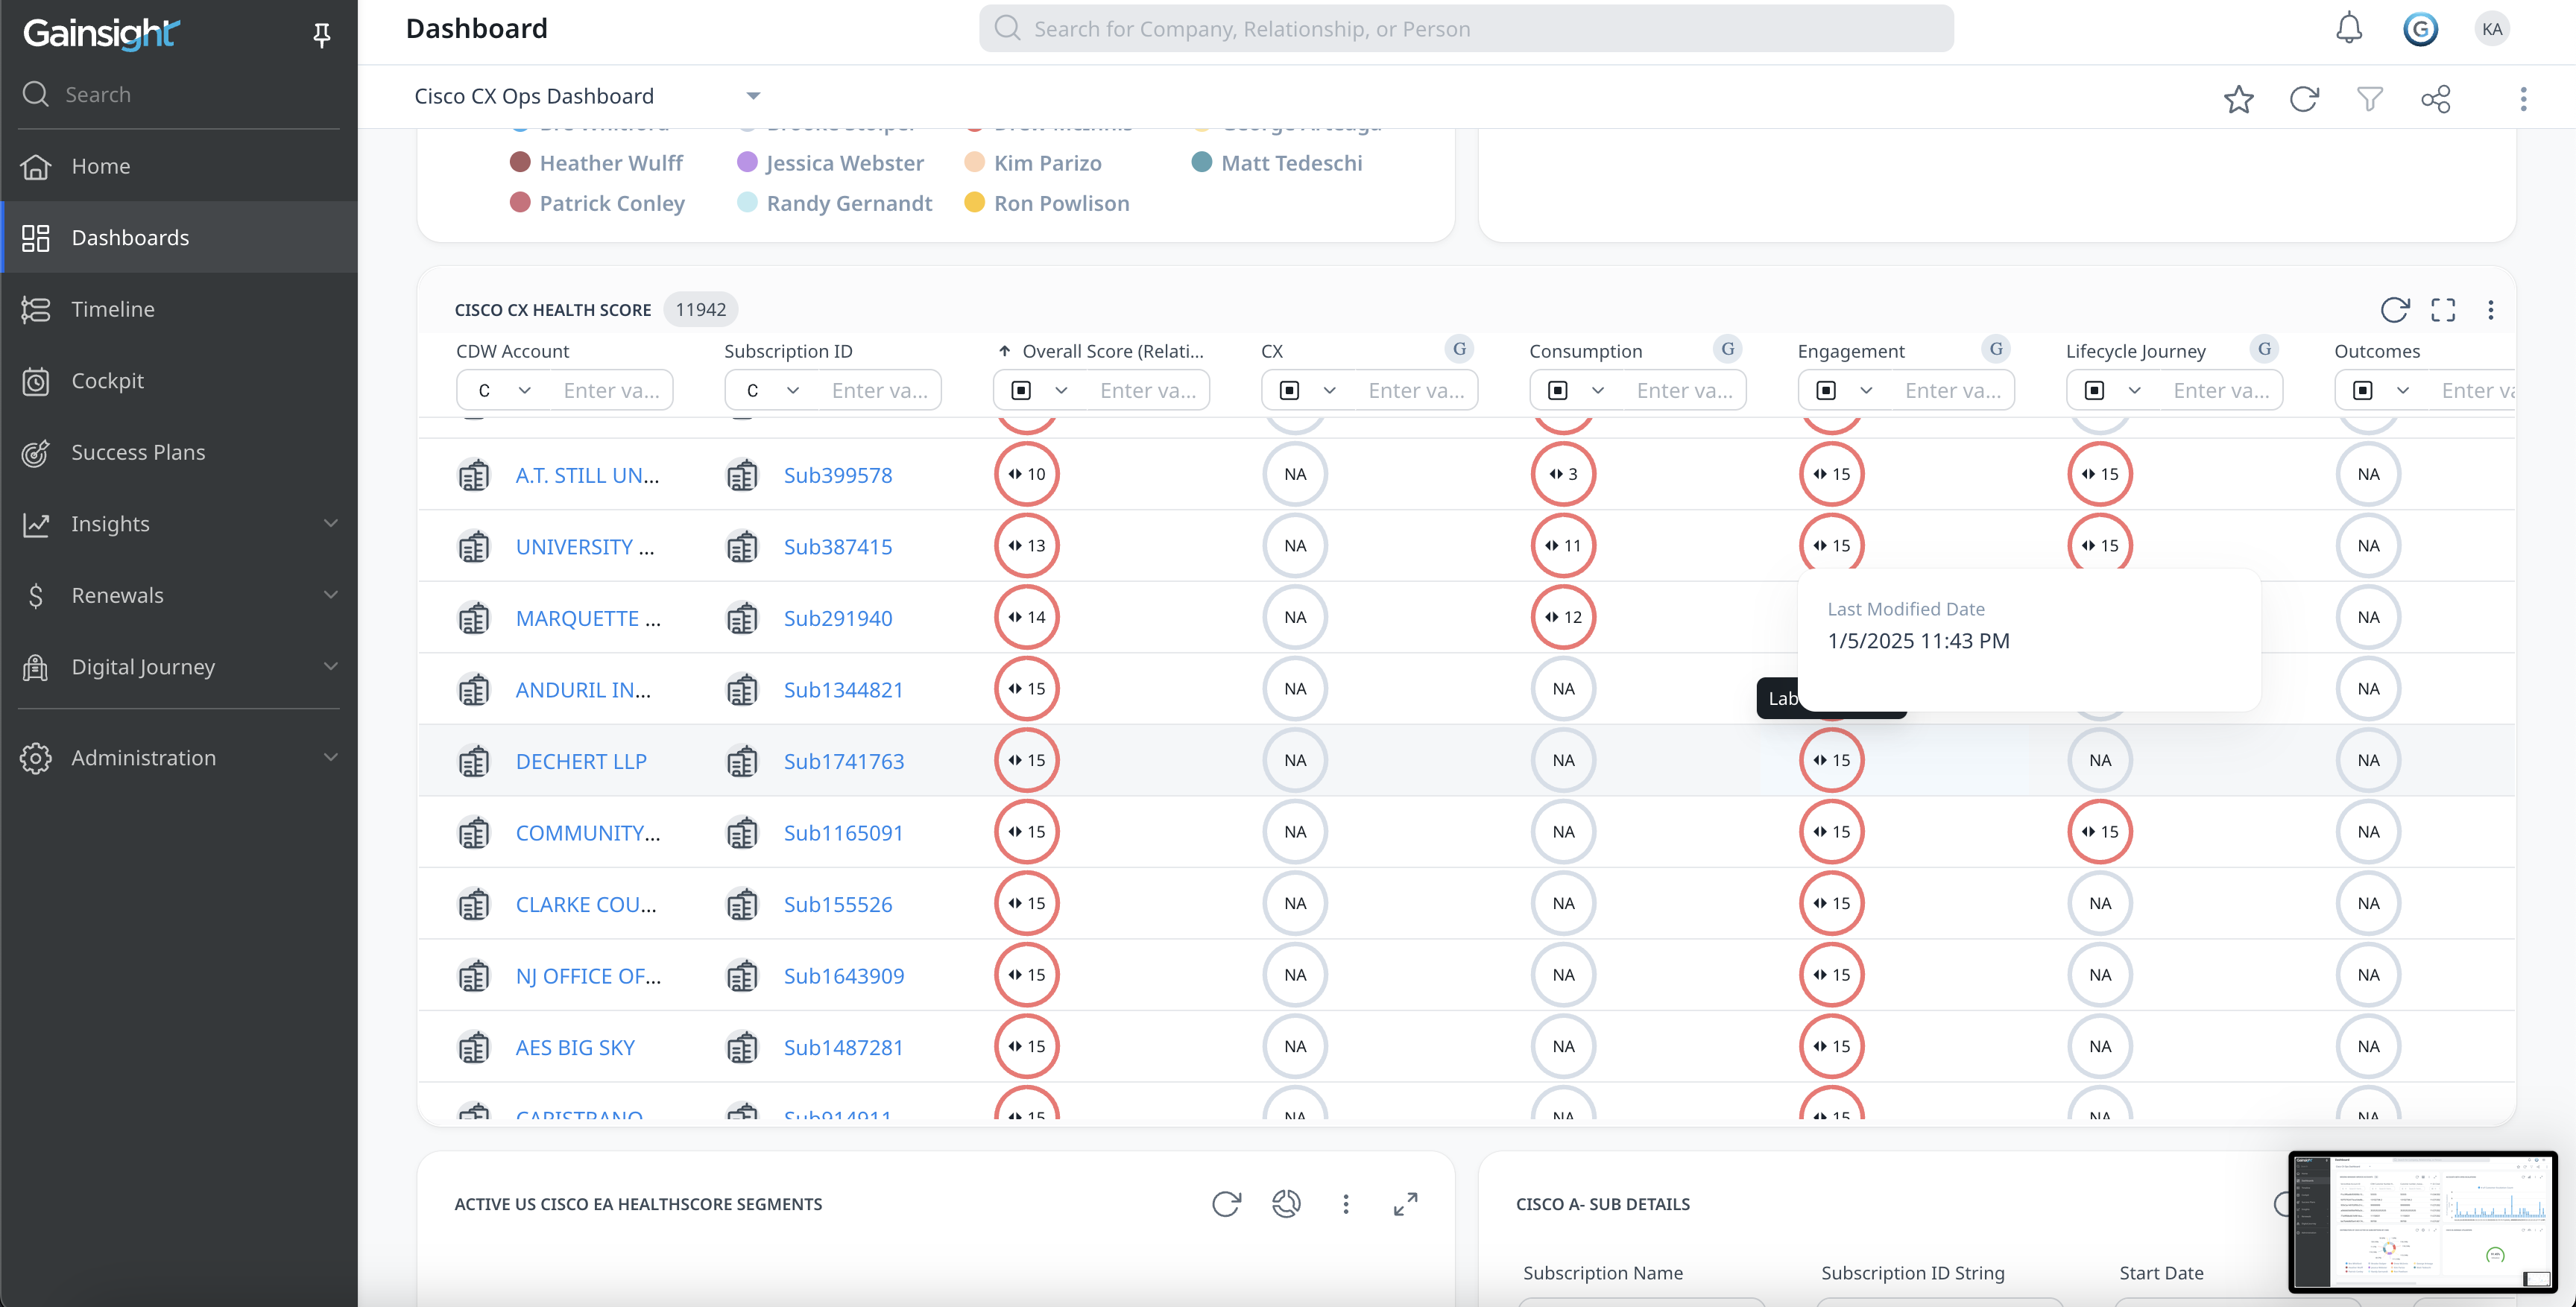 Gainsight
Dashboard
Search for Company, Relationship, or Person
G
KA
Search
Cisco CX Ops Dashboard
Home
Dashboards
Timeline
Cockpit
Success Plans
Insights
Renewals
Digital Journey
Administration
Heather Wulff Jessica Webster Kim Parizo Matt Tedeschi
Patrick Conley Randy Gernandt Ron Powlison
CISCO CX HEALTH SCORE 11942
CDW Account Subscription ID Overall Score (Relati... CX G Consumption G Engagement G Lifecycle Journey G Outcomes
C Enter va... C Enter va... Enter va... Enter va... Enter va... Enter va... Enter va... Enter va
A.T. STILL UN... Sub399578 10 NA 3 15 15 NA
UNIVERSITY ... Sub387415 13 NA 11 15 15 NA
MARQUETTE ... Sub291940 14 NA 12 NA
Last Modified Date
1/5/2025 11:43 PM
ANDURIL IN... Sub1344821 15 NA NA NA
Lab
DECHERT LLP Sub1741763 15 NA NA 15 NA NA
COMMUNITY... Sub1165091 15 NA NA 15 15 NA
CLARKE COU... Sub155526 15 NA NA 15 NA NA
NJ OFFICE OF... Sub1643909 15 NA NA 15 NA NA
AES BIG SKY Sub1487281 15 NA NA 15 NA NA
CAPISTRANO Sub914911 15 NA NA 15 NA NA
ACTIVE US CISCO EA HEALTHSCORE SEGMENTS
CISCO A- SUB DETAILS
Subscription Name Subscription ID String Start Date